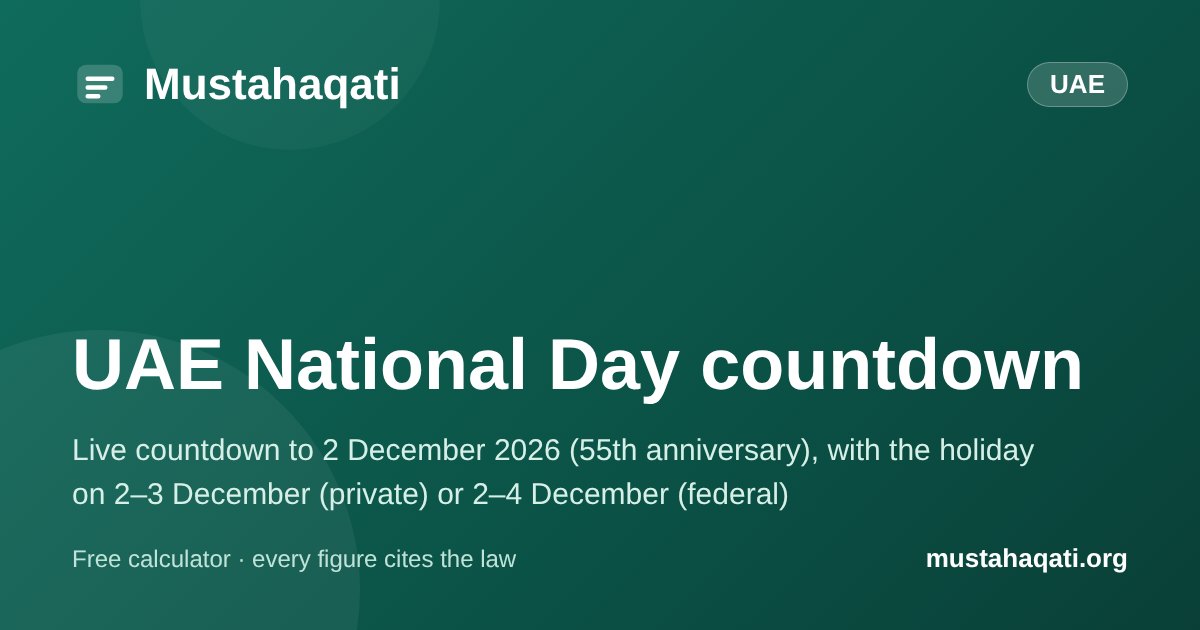 Mustahaqati
UAE
UAE National Day countdown
Live countdown to 2 December 2026 (55th anniversary), with the holiday
on 2–3 December (private) or 2–4 December (federal)
Free calculator · every figure cites the law
mustahaqati.org